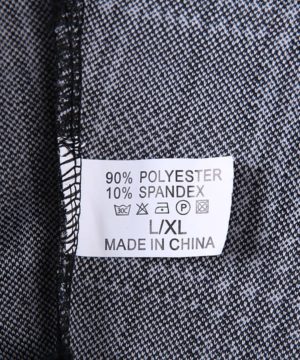 90% POLYESTER
10% SPANDEX
L/XL
MADE IN CHINA